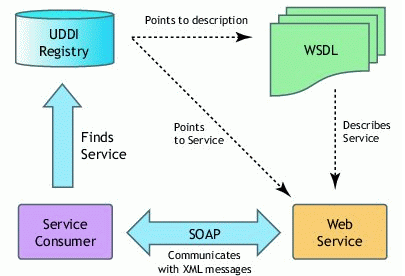 Points to description
UDDI
Registry
WSDL
Finds
Service
Points
to Service
Describes
Service
Service
Consumer
SOAP
Communicates
with XML messages
Web
Service